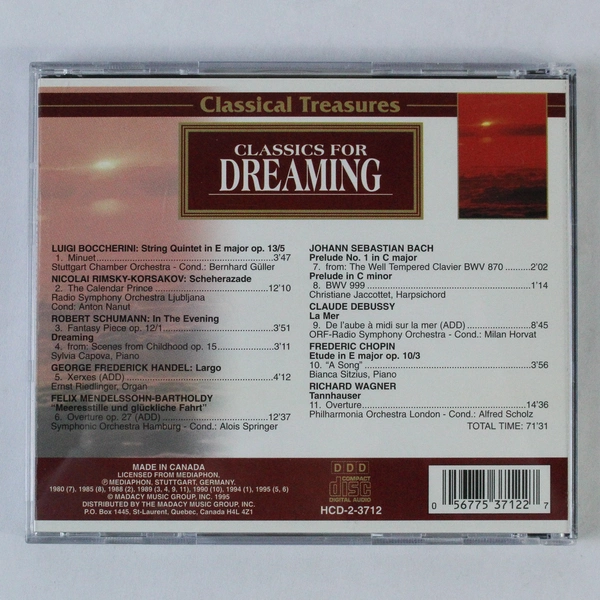 Classical Treasures
CLASSICS FOR
DREAMING
LUIGI BOCCHERINI: String Quintet in E major op. 13/5
1. Minuet.......................................................3'47
Stuttgart Chamber Orchestra - Cond.: Bernhard Güller
NICOLAI RIMSKY-KORSAKOV: Scheherazade
2. The Calendar Prince ..............................12'10
Radio Symphony Orchestra Ljubljana
Cond: Anton Nanut
ROBERT SCHUMANN: In The Evening
3. Fantasy Piece op. 12/1..............................3'51
Dreaming
4. from: Scenes from Childhood op. 15...............3'11
Sylvia Capova, Piano
GEORGE FREDERICK HANDEL: Largo
5. Xerxes (ADD) ........................................4'12
Ernst Riedlinger, Organ
FELIX MENDELSSOHN-BARTHOLDY
"Meeresstille und glückliche Fahrt"
6. Overture op. 27 (ADD) ............................12'37
Symphonic Orchestra Hamburg - Cond.: Alois Springer
JOHANN SEBASTIAN BACH
Prelude No. 1 in C major
7. from: The Well Tempered Clavier BWV 870 ..........2'02
Prelude in C minor
8. BWV 999 ..................................................1'14
Christiane Jaccottet, Harpsichord
CLAUDE DEBUSSY
La Mer
9. De l'aube à midi sur la mer (ADD) ....................8'45
ORF-Radio Symphony Orchestra - Cond.: Milan Horvat
FREDERIC CHOPIN
Etude in E major op. 10/3
10. "A Song" ..................................................3'56
Bianca Sitzius, Piano
RICHARD WAGNER
Tannhauser
11. Overture..................................................14'36
Philharmonia Orchestra London - Cond.: Alfred Scholz
TOTAL TIME: 71'31
MADE IN CANADA
LICENSED FROM MEDIAPHON.
Ⓟ MEDIAPHON, STUTTGART, GERMANY.
1980 (7), 1985 (8), 1988 (2), 1989 (3, 4, 9, 11), 1990 (10), 1994 (1), 1995 (5, 6)
© MADACY MUSIC GROUP, INC. 1995
DISTRIBUTED BY THE MADACY MUSIC GROUP, INC.
P.O. Box 1445, St-Laurent, Quebec, Canada H4L 4Z1
DDD
COMPACT
disc
DIGITAL AUDIO
HCD-2-3712
0 56775 37122 7